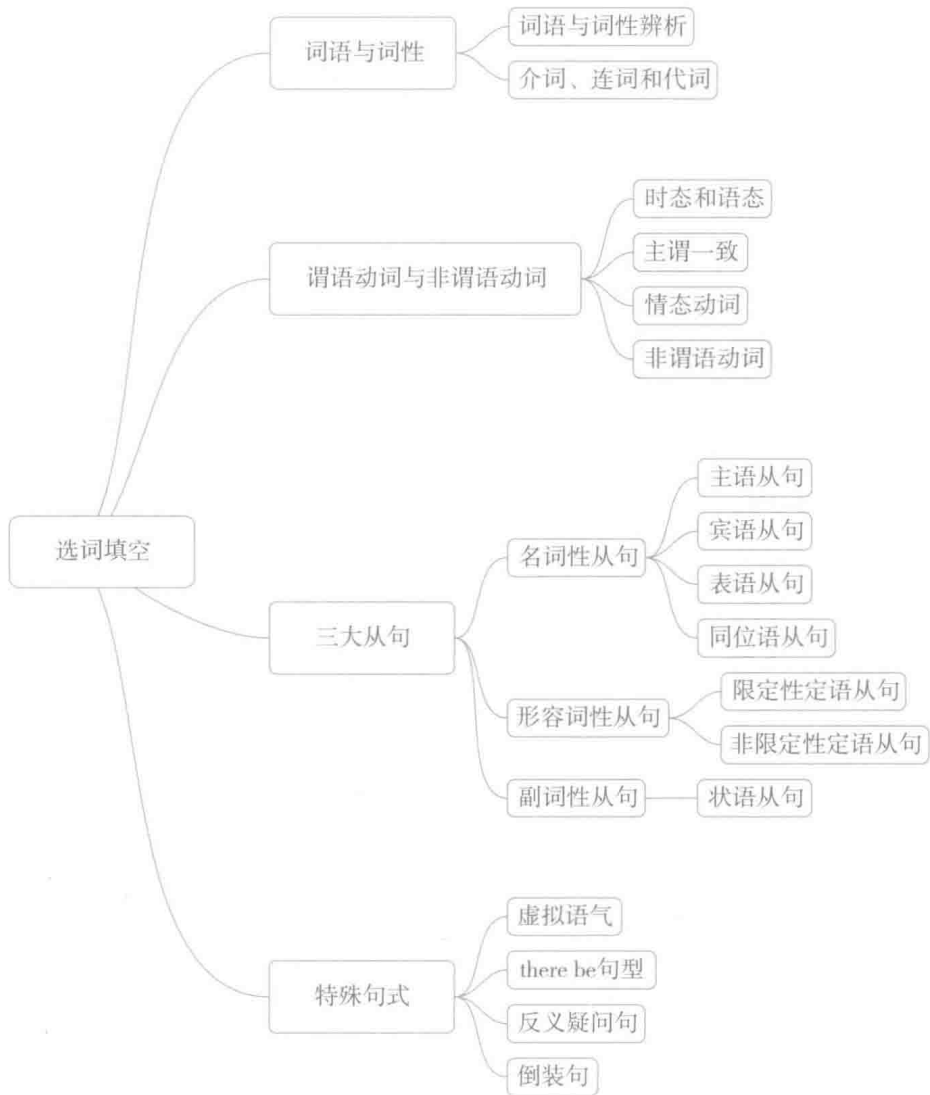 选词填空
词语与词性
词语与词性辨析
介词、连词和代词
谓语动词与非谓语动词
时态和语态
主谓一致
情态动词
非谓语动词
三大从句
名词性从句
主语从句
宾语从句
表语从句
同位语从句
形容词性从句
限定性定语从句
非限定性定语从句
副词性从句
状语从句
特殊句式
虚拟语气
there be句型
反义疑问句
倒装句